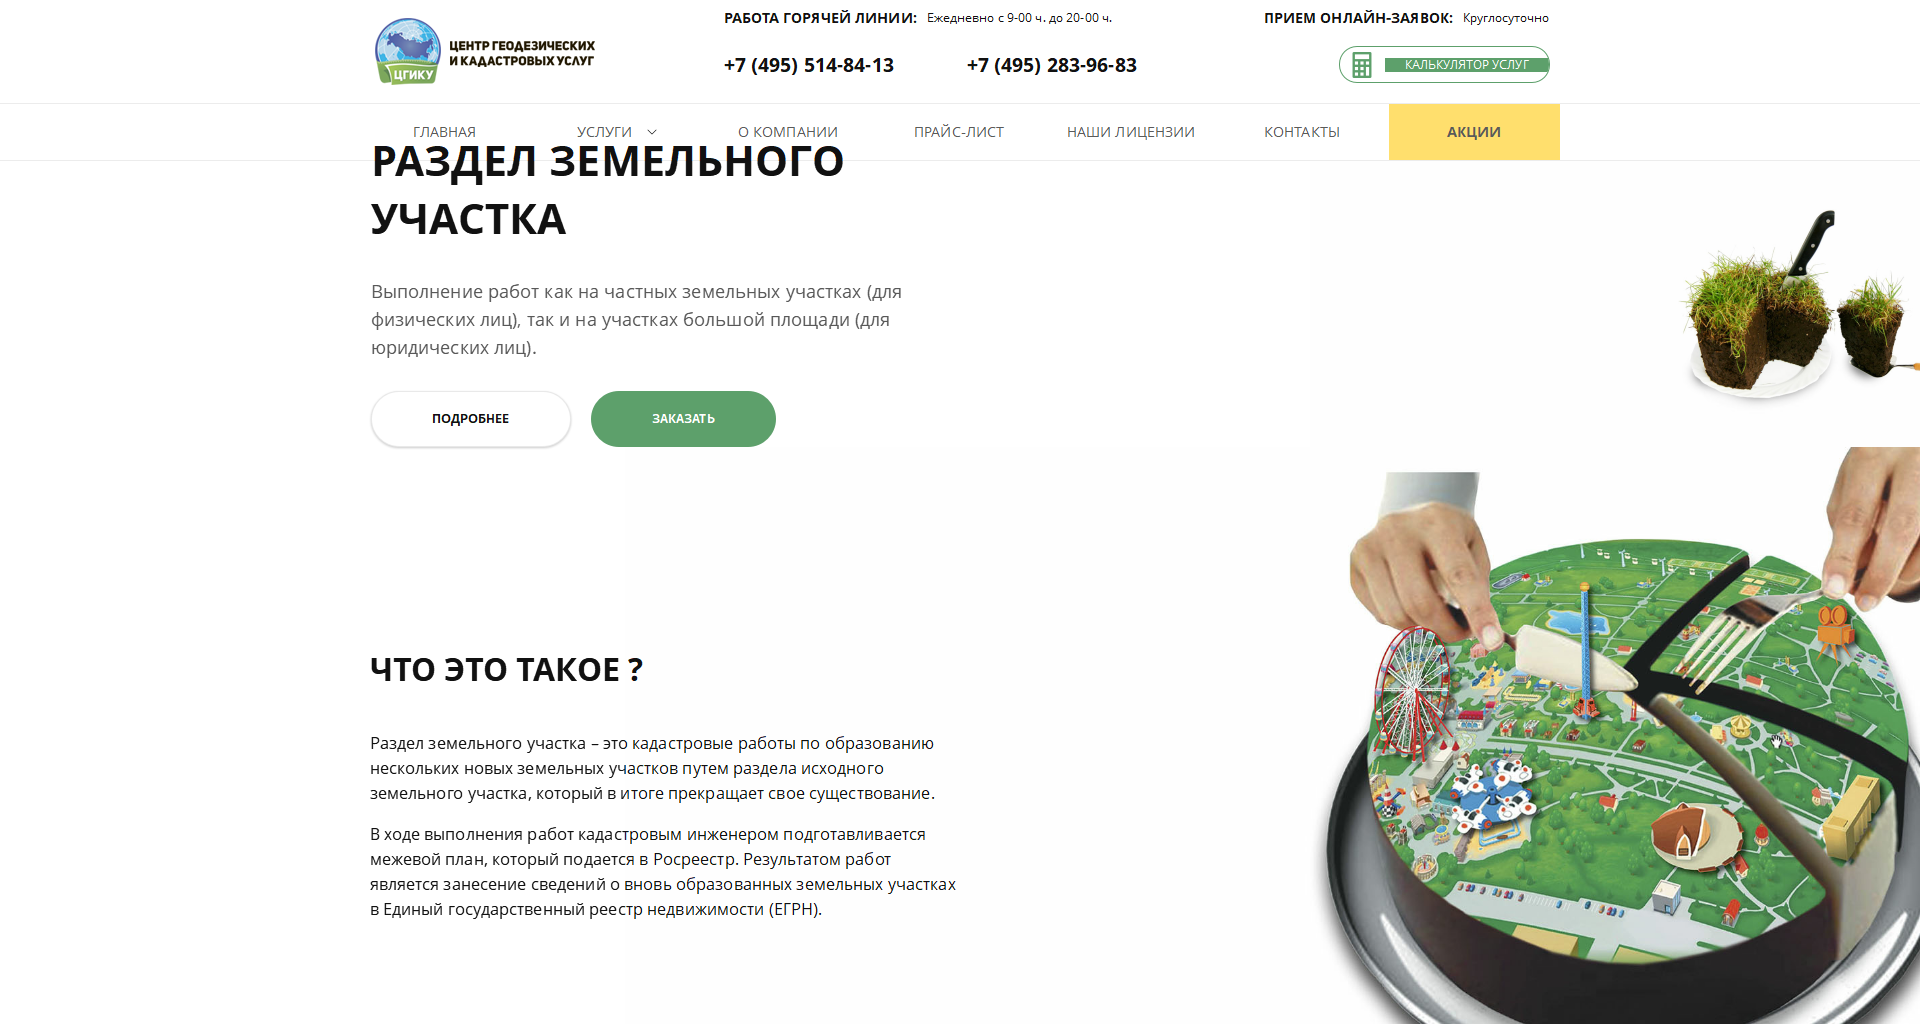 РАБОТА ГОРЯЧЕЙ ЛИНИИ: Ежедневно с 9-00 ч. до 20-00 ч.
ПРИЕМ ОНЛАЙН-ЗАЯВОК: Круглосуточно
ЦЕНТР ГЕОДЕЗИЧЕСКИХ
И КАДАСТРОВЫХ УСЛУГ
ЦГИКУ
+7 (495) 514-84-13
+7 (495) 283-96-83
КАЛЬКУЛЯТОР УСЛУГ
ГЛАВНАЯ
УСЛУГИ
О КОМПАНИИ
ПРАЙС-ЛИСТ
НАШИ ЛИЦЕНЗИИ
КОНТАКТЫ
АКЦИИ
РАЗДЕЛ ЗЕМЕЛЬНОГО
УЧАСТКА
Выполнение работ как на частных земельных участках (для
физических лиц), так и на участках большой площади (для
юридических лиц).
ПОДРОБНЕЕ
ЗАКАЗАТЬ
ЧТО ЭТО ТАКОЕ ?
Раздел земельного участка – это кадастровые работы по образованию
нескольких новых земельных участков путем раздела исходного
земельного участка, который в итоге прекращает свое существование.
В ходе выполнения работ кадастровым инженером подготавливается
межевой план, который подается в Росреестр. Результатом работ
является занесение сведений о вновь образованных земельных участках
в Единый государственный реестр недвижимости (ЕГРН).